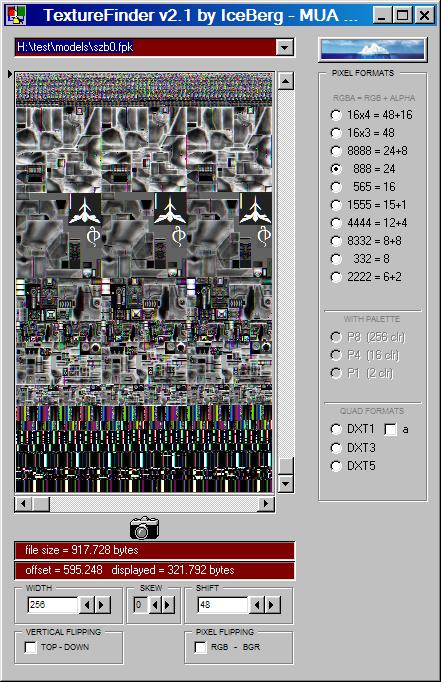 TextureFinder v2.1 by IceBerg - MUA ...
H:\test\models\szb0.fpk
PIXEL FORMATS
RGBA = RGB + ALPHA
16x4 = 48+16
16x3 = 48
8888 = 24+8
888 = 24
565 = 16
1555 = 15+1
4444 = 12+4
8332 = 8+8
332 = 8
2222 = 6+2
WITH PALETTE
P8 (256 clr)
P4 (16 clr)
P1 (2 clr)
QUAD FORMATS
DXT1 a
DXT3
DXT5
file size = 917.728 bytes
offset = 595.248 displayed = 321.792 bytes
WIDTH SKEW SHIFT
256 0 48
VERTICAL FLIPPING PIXEL FLIPPING
TOP - DOWN RGB - BGR